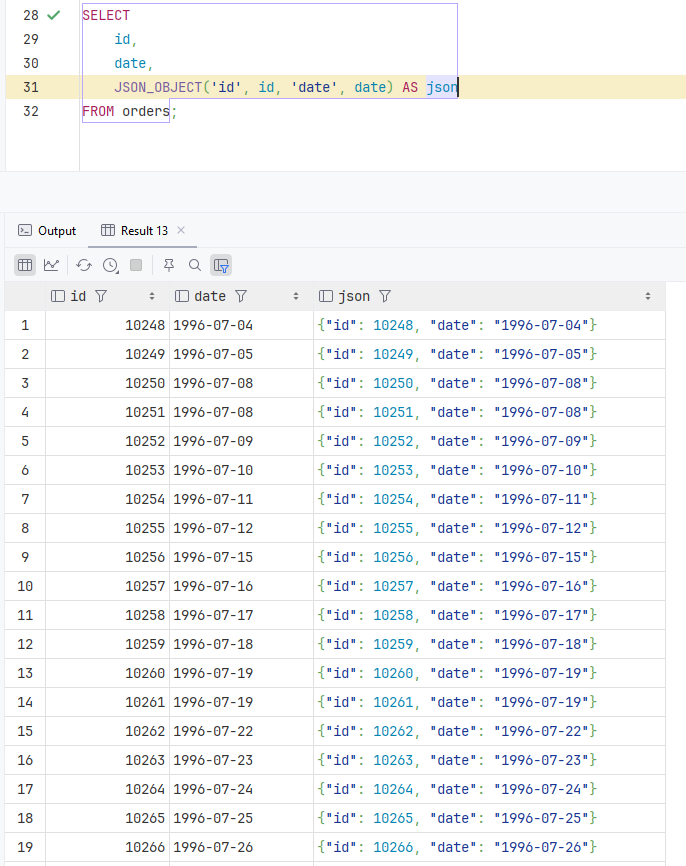 28 SELECT
29 id,
30 date,
31 JSON_OBJECT('id', id, 'date', date) AS json
32 FROM orders;
Output Result 13
id date json
1 10248 1996-07-04 {"id": 10248, "date": "1996-07-04"}
2 10249 1996-07-05 {"id": 10249, "date": "1996-07-05"}
3 10250 1996-07-08 {"id": 10250, "date": "1996-07-08"}
4 10251 1996-07-08 {"id": 10251, "date": "1996-07-08"}
5 10252 1996-07-09 {"id": 10252, "date": "1996-07-09"}
6 10253 1996-07-10 {"id": 10253, "date": "1996-07-10"}
7 10254 1996-07-11 {"id": 10254, "date": "1996-07-11"}
8 10255 1996-07-12 {"id": 10255, "date": "1996-07-12"}
9 10256 1996-07-15 {"id": 10256, "date": "1996-07-15"}
10 10257 1996-07-16 {"id": 10257, "date": "1996-07-16"}
11 10258 1996-07-17 {"id": 10258, "date": "1996-07-17"}
12 10259 1996-07-18 {"id": 10259, "date": "1996-07-18"}
13 10260 1996-07-19 {"id": 10260, "date": "1996-07-19"}
14 10261 1996-07-19 {"id": 10261, "date": "1996-07-19"}
15 10262 1996-07-22 {"id": 10262, "date": "1996-07-22"}
16 10263 1996-07-23 {"id": 10263, "date": "1996-07-23"}
17 10264 1996-07-24 {"id": 10264, "date": "1996-07-24"}
18 10265 1996-07-25 {"id": 10265, "date": "1996-07-25"}
19 10266 1996-07-26 {"id": 10266, "date": "1996-07-26"}